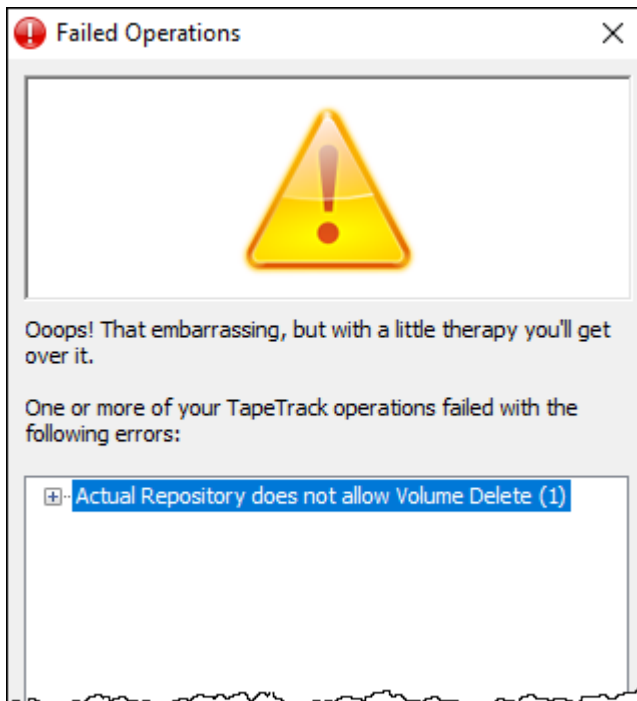 Failed Operations
Ooops! That embarrassing, but with a little therapy you'll get
over it.
One or more of your TapeTrack operations failed with the
following errors:
Actual Repository does not allow Volume Delete (1)